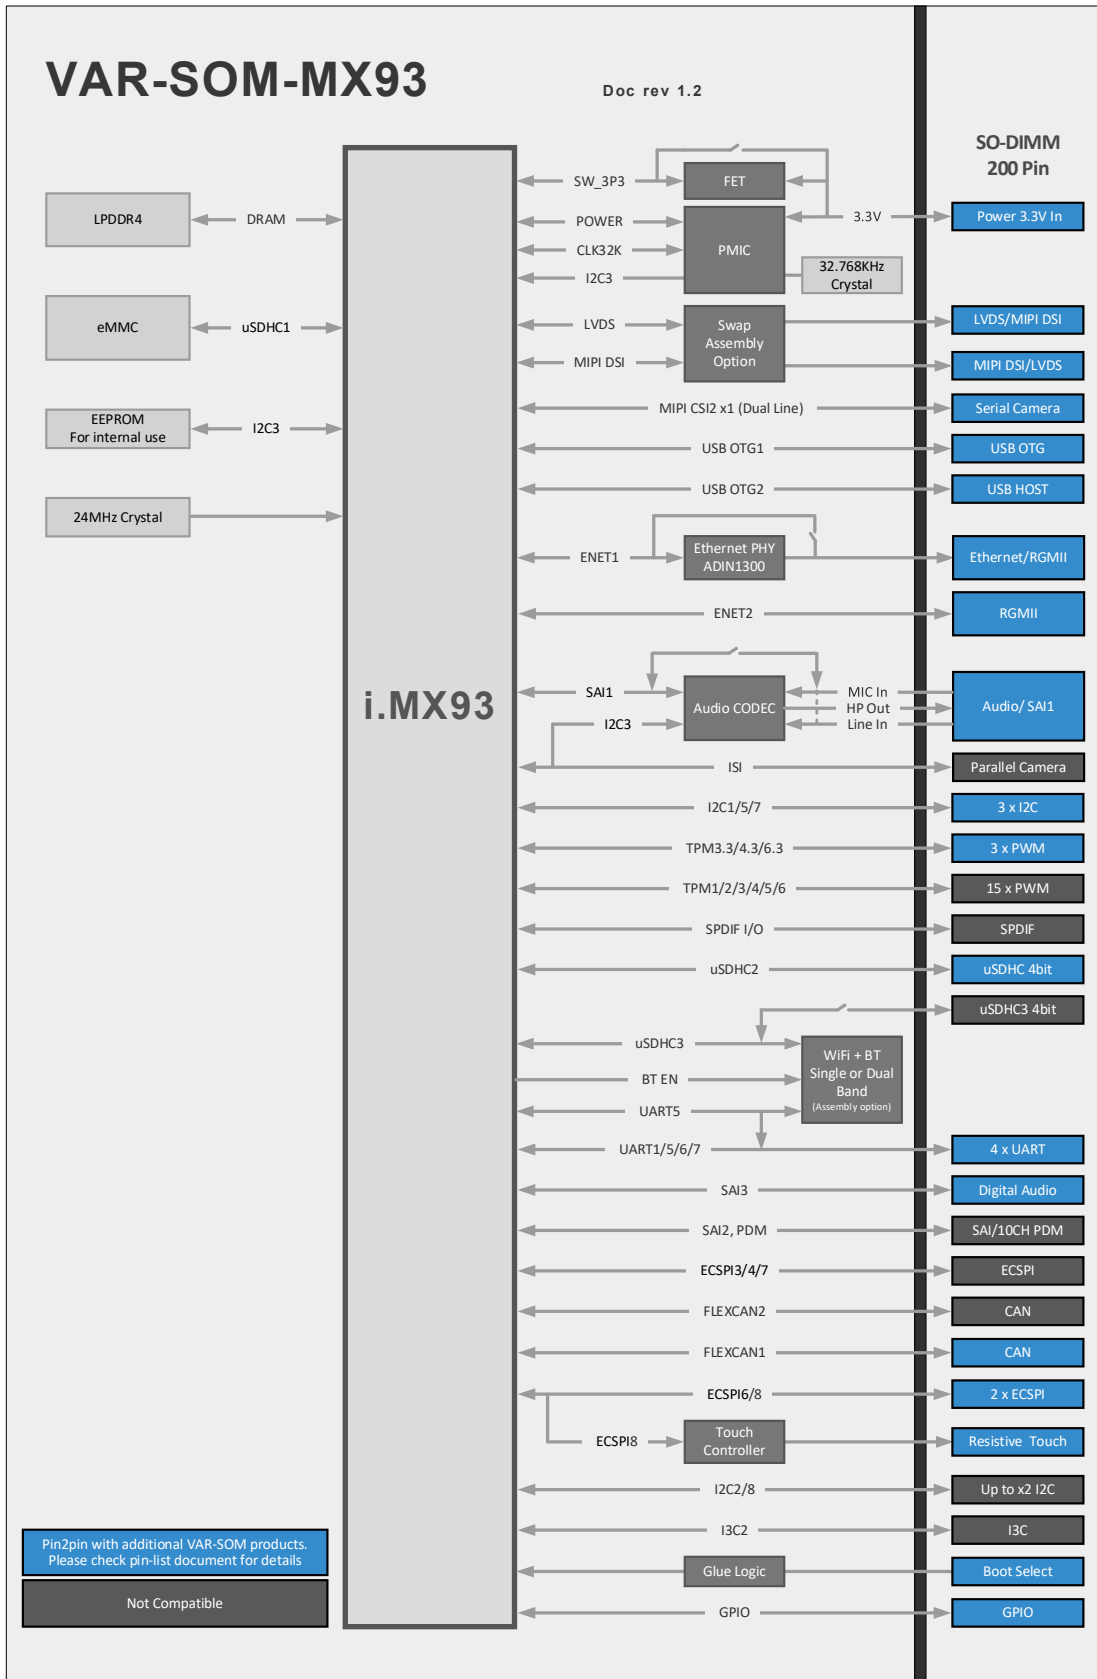 VAR-SOM-MX93
Doc rev 1.2
SO-DIMM
200 Pin
LPDDR4
DRAM
eMMC
uSDHC1
EEPROM
For internal use
I2C3
24MHz Crystal
i.MX93
SW_3P3
FET
POWER
CLK32K
I2C3
PMIC
3.3V
Power 3.3V In
32.768KHz
Crystal
LVDS
MIPI DSI
Swap
Assembly
Option
LVDS/MIPI DSI
MIPI DSI/LVDS
MIPI CSI2 x1 (Dual Line)
Serial Camera
USB OTG1
USB OTG
USB OTG2
USB HOST
ENET1
Ethernet PHY
ADIN1300
Ethernet/RGMII
ENET2
RGMII
SAI1
I2C3
Audio CODEC
MIC In
HP Out
Line In
Audio/ SAI1
ISI
Parallel Camera
I2C1/5/7
3 x I2C
TPM3.3/4.3/6.3
3 x PWM
TPM1/2/3/4/5/6
15 x PWM
SPDIF I/O
SPDIF
uSDHC2
uSDHC 4bit
uSDHC3 4bit
uSDHC3
BT EN
UART5
WiFi + BT
Single or Dual
Band
(Assembly option)
UART1/5/6/7
4 x UART
SAI3
Digital Audio
SAI2, PDM
SAI/10CH PDM
ECSPI3/4/7
ECSPI
FLEXCAN2
CAN
FLEXCAN1
CAN
ECSPI6/8
2 x ECSPI
ECSPI8
Touch
Controller
Resistive Touch
I2C2/8
Up to x2 I2C
I3C2
I3C
Glue Logic
Boot Select
GPIO
GPIO
Pin2pin with additional VAR-SOM products.
Please check pin-list document for details
Not Compatible